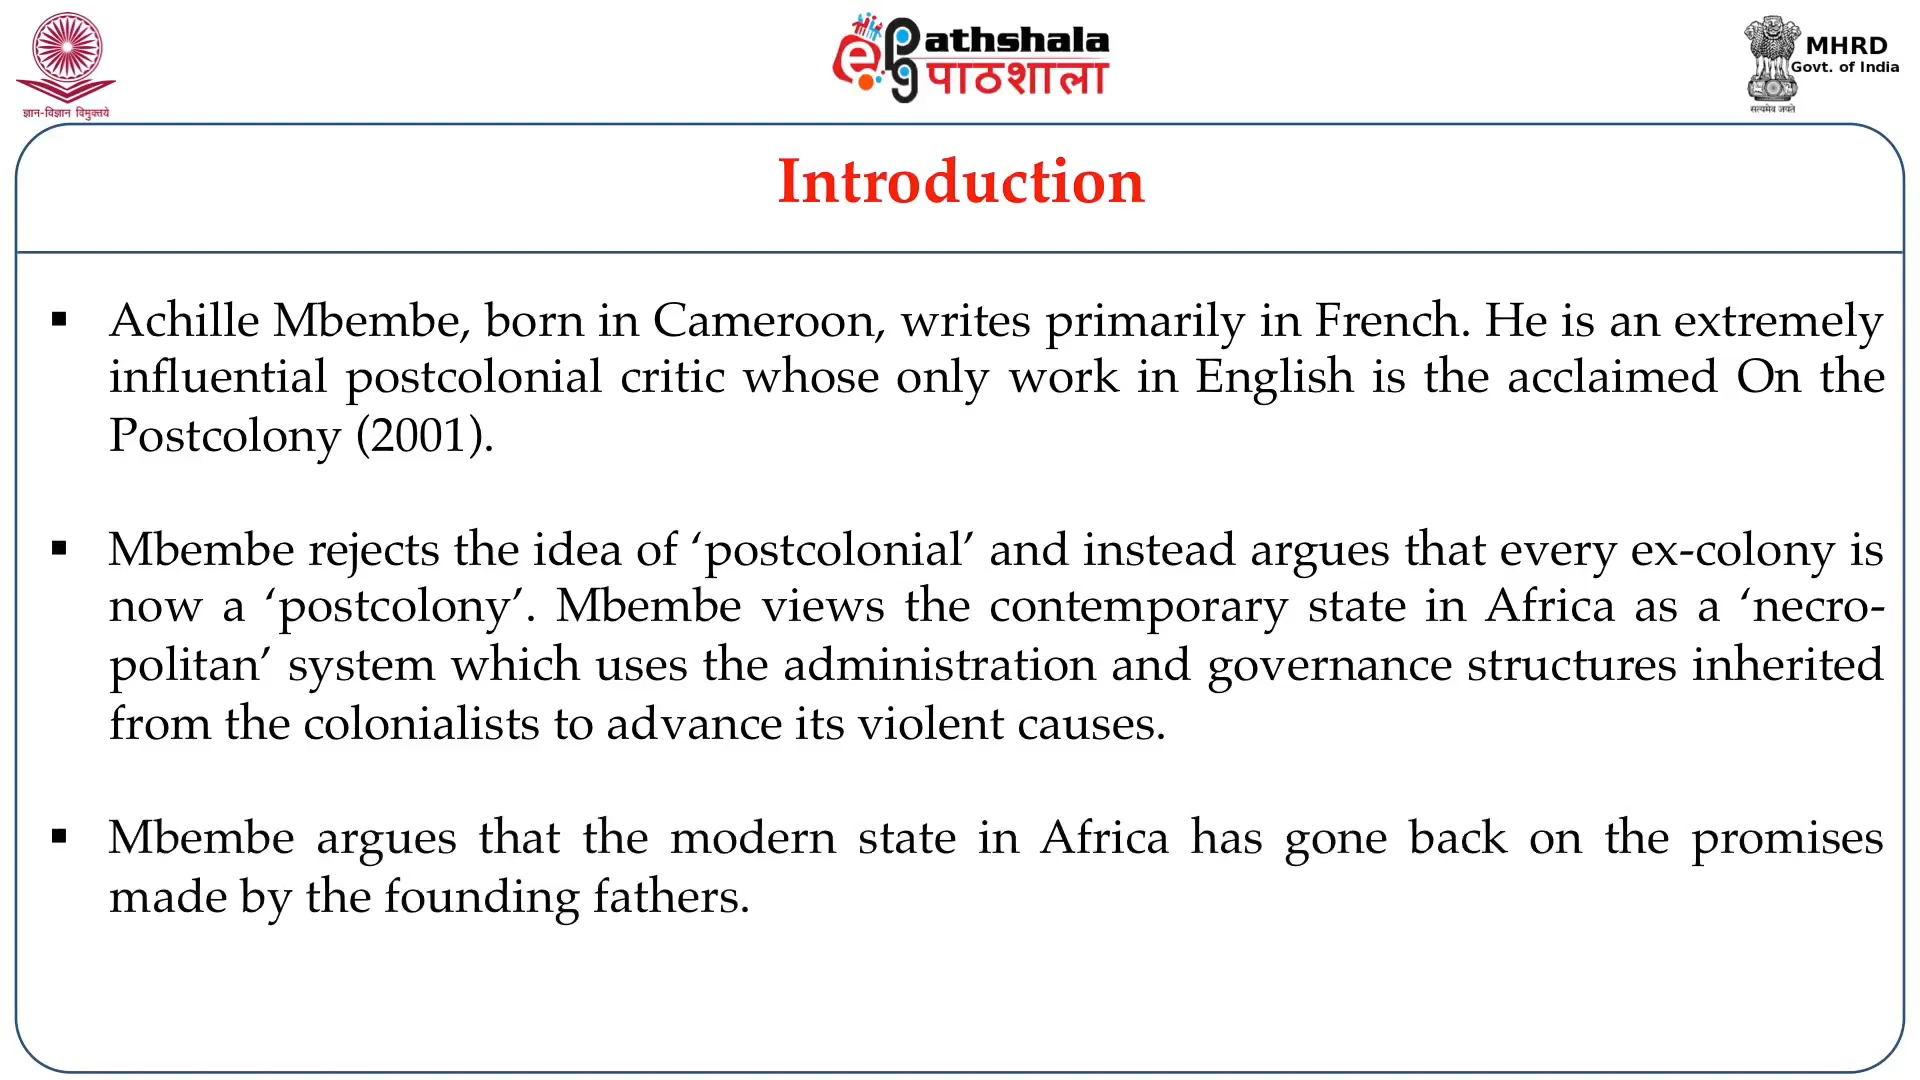 ज्ञान-विज्ञान विमुक्तये
ePG Pathshala
पाठशाला
MHRD
Govt. of India
सत्यमेव जयते
Introduction
▪ Achille Mbembe, born in Cameroon, writes primarily in French. He is an extremely
influential postcolonial critic whose only work in English is the acclaimed On the
Postcolony (2001).
▪ Mbembe rejects the idea of ‘postcolonial’ and instead argues that every ex-colony is
now a ‘postcolony’. Mbembe views the contemporary state in Africa as a ‘necro-
politan’ system which uses the administration and governance structures inherited
from the colonialists to advance its violent causes.
▪ Mbembe argues that the modern state in Africa has gone back on the promises
made by the founding fathers.